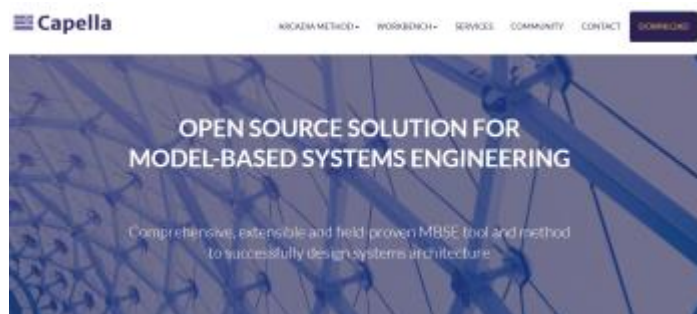 Capella
ARCADIA METHOD WORKBENCH SERVICES COMMUNITY CONTACT DOWNLOAD
OPEN SOURCE SOLUTION FOR
MODEL-BASED SYSTEMS ENGINEERING
Comprehensive, extensible and field-proven MBSE tool and method
to successfully design systems architecture